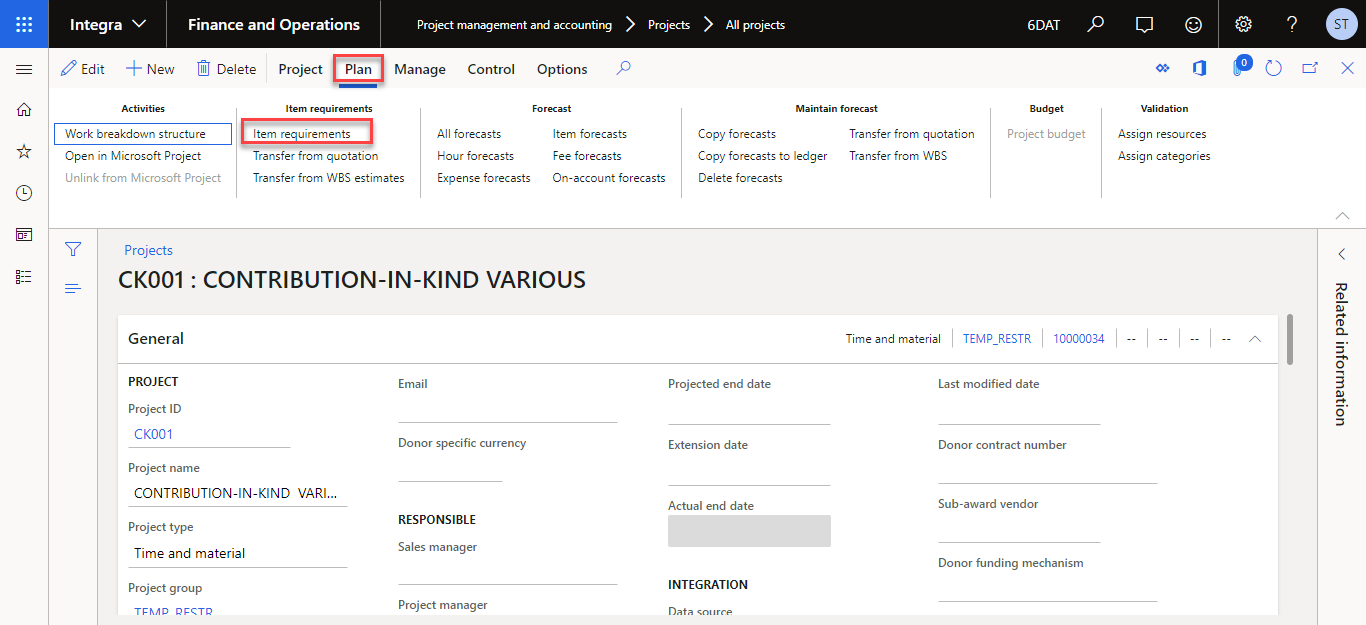 Integra
Finance and Operations
Project management and accounting
Projects
All projects
6DAT
?
ST
Edit
New
Delete
Project
Plan
Manage
Control
Options
0
Activities
Work breakdown structure
Open in Microsoft Project
Unlink from Microsoft Project
Item requirements
Item requirements
Transfer from quotation
Transfer from WBS estimates
Forecast
All forecasts
Hour forecasts
Expense forecasts
Item forecasts
Fee forecasts
On-account forecasts
Maintain forecast
Copy forecasts
Copy forecasts to ledger
Delete forecasts
Transfer from quotation
Transfer from WBS
Budget
Project budget
Validation
Assign resources
Assign categories
Projects
CK001 : CONTRIBUTION-IN-KIND VARIOUS
Related information
General
Time and material
TEMP_RESTR
10000034
--
--
--
--
PROJECT
Project ID
CK001
Project name
CONTRIBUTION-IN-KIND VARI...
Project type
Time and material
Project group
TEMP_RESTR
Email
Donor specific currency
RESPONSIBLE
Sales manager
Project manager
Projected end date
Extension date
Actual end date
INTEGRATION
Data source
Last modified date
Donor contract number
Sub-award vendor
Donor funding mechanism